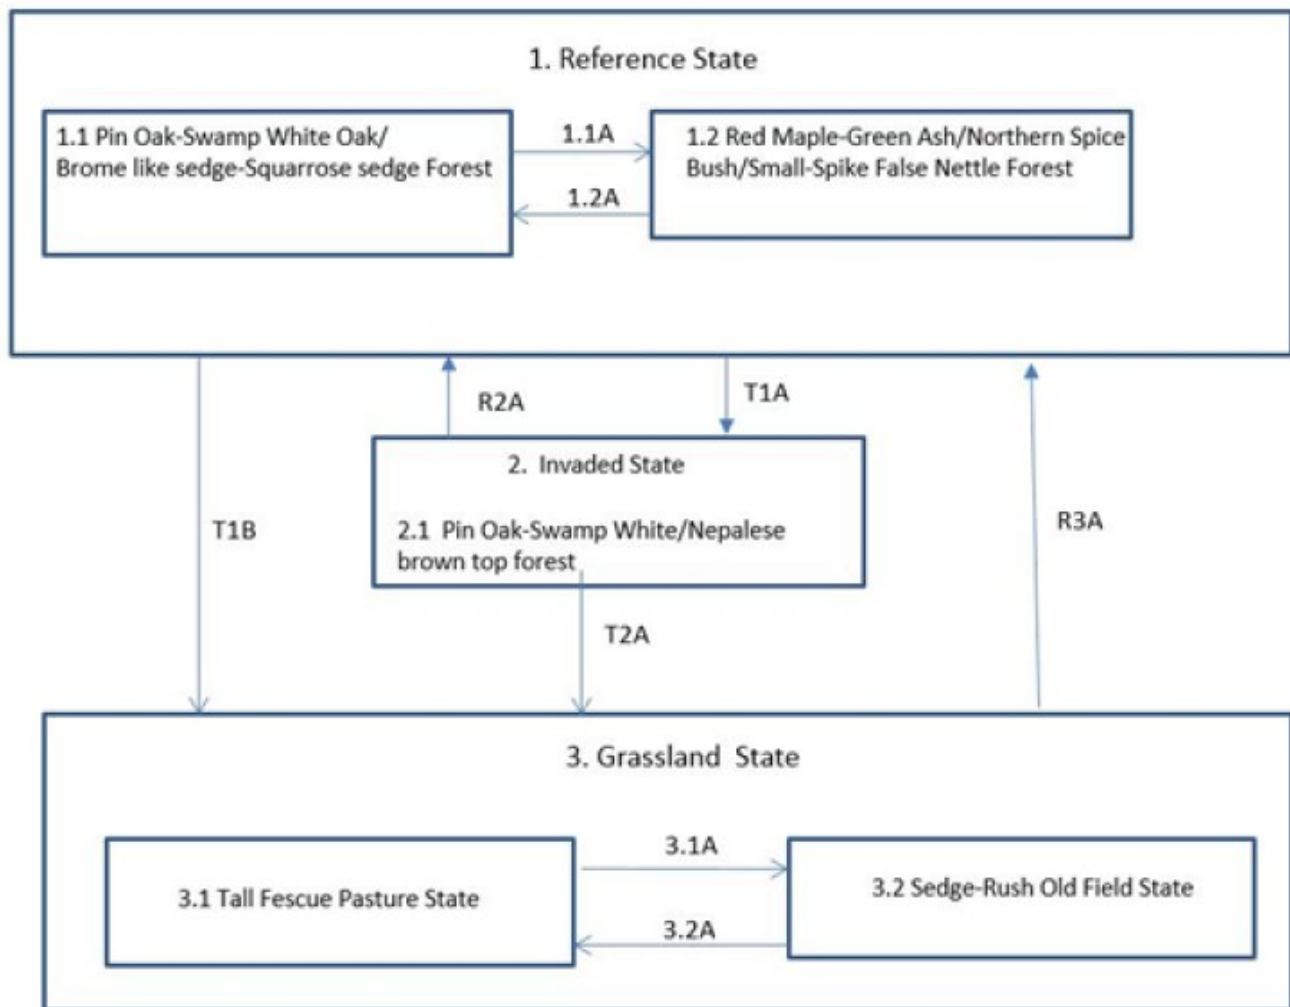 1. Reference State
1.1 Pin Oak-Swamp White Oak/
Brome like sedge-Squarrose sedge Forest
1.1A
1.2A
1.2 Red Maple-Green Ash/Northern Spice
Bush/Small-Spike False Nettle Forest
T1B
R2A
T1A
R3A
2. Invaded State
2.1 Pin Oak-Swamp White/Nepalese
brown top forest
T2A
3. Grassland State
3.1 Tall Fescue Pasture State
3.1A
3.2A
3.2 Sedge-Rush Old Field State